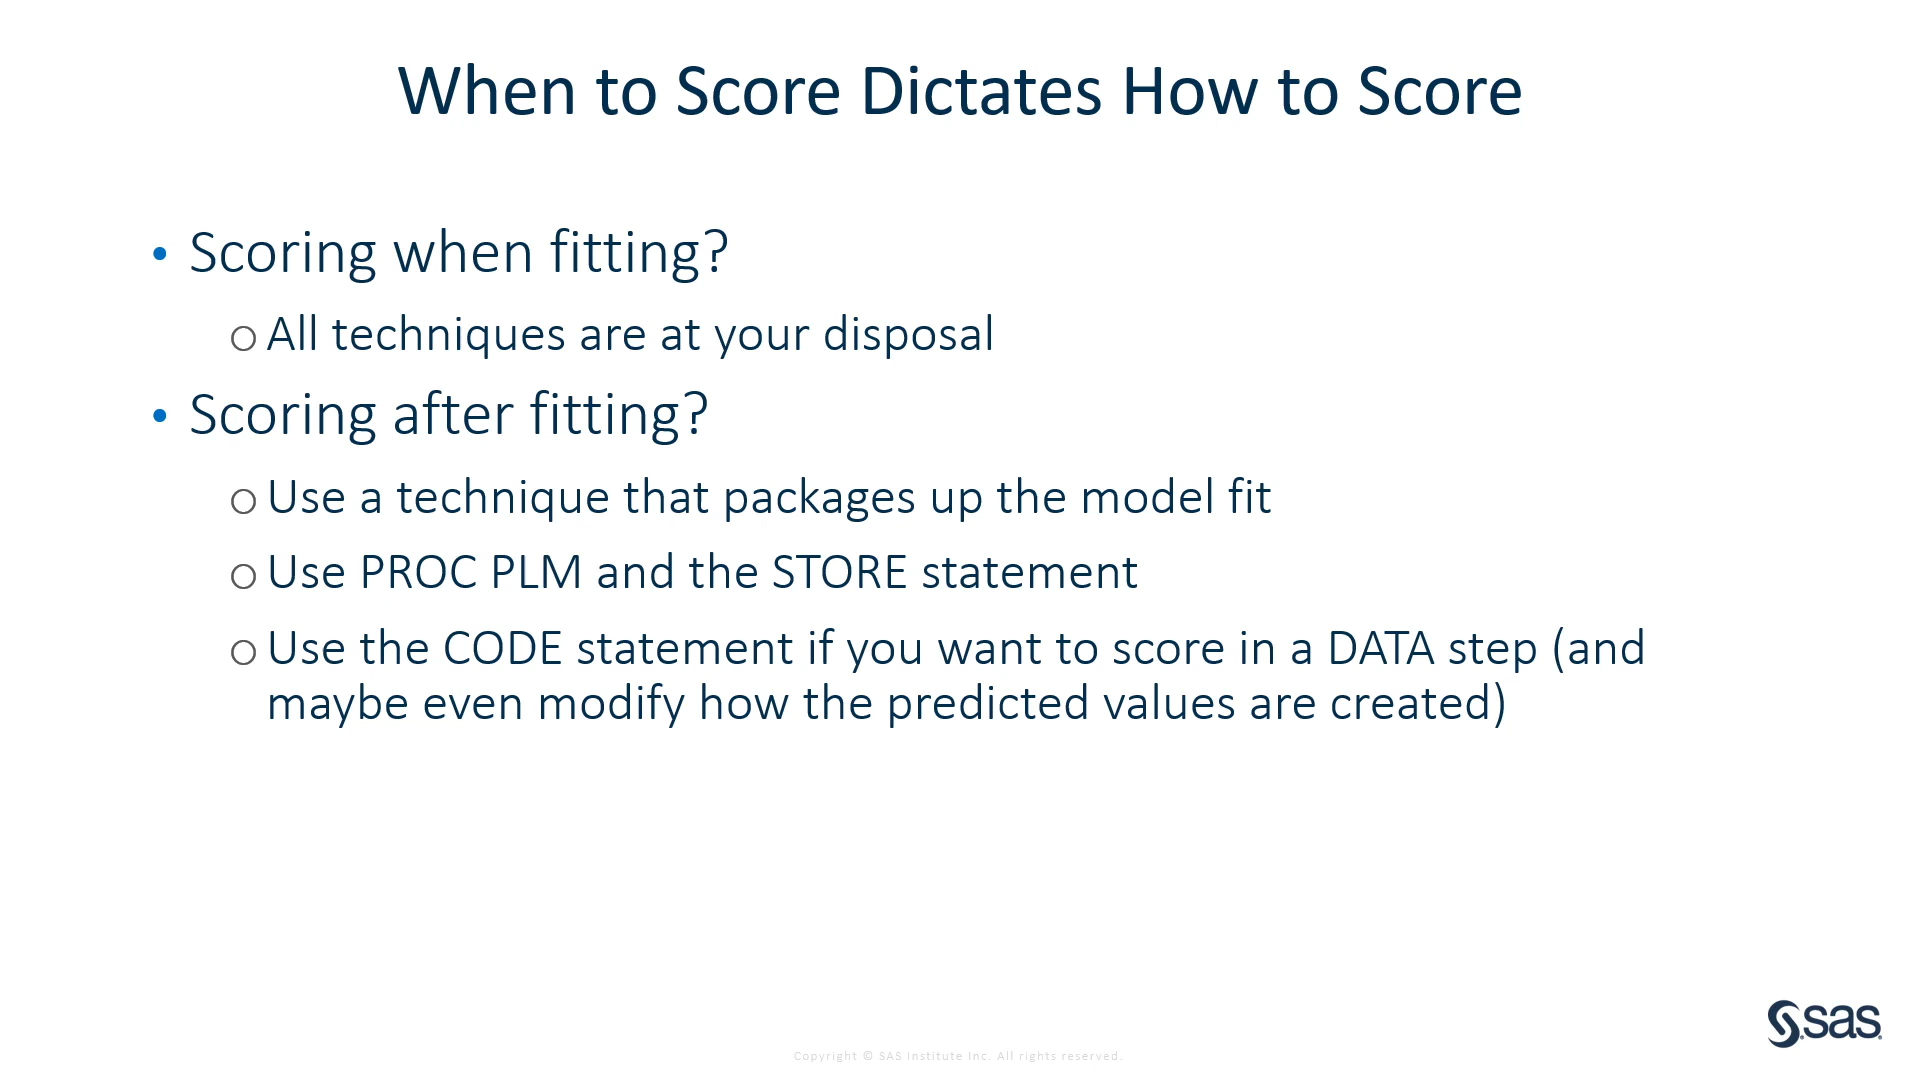 When to Score Dictates How to Score
• Scoring when fitting?
o All techniques are at your disposal
• Scoring after fitting?
o Use a technique that packages up the model fit
o Use PROC PLM and the STORE statement
o Use the CODE statement if you want to score in a DATA step (and
maybe even modify how the predicted values are created)
sas
Copyright © SAS Institute Inc. All rights reserved.